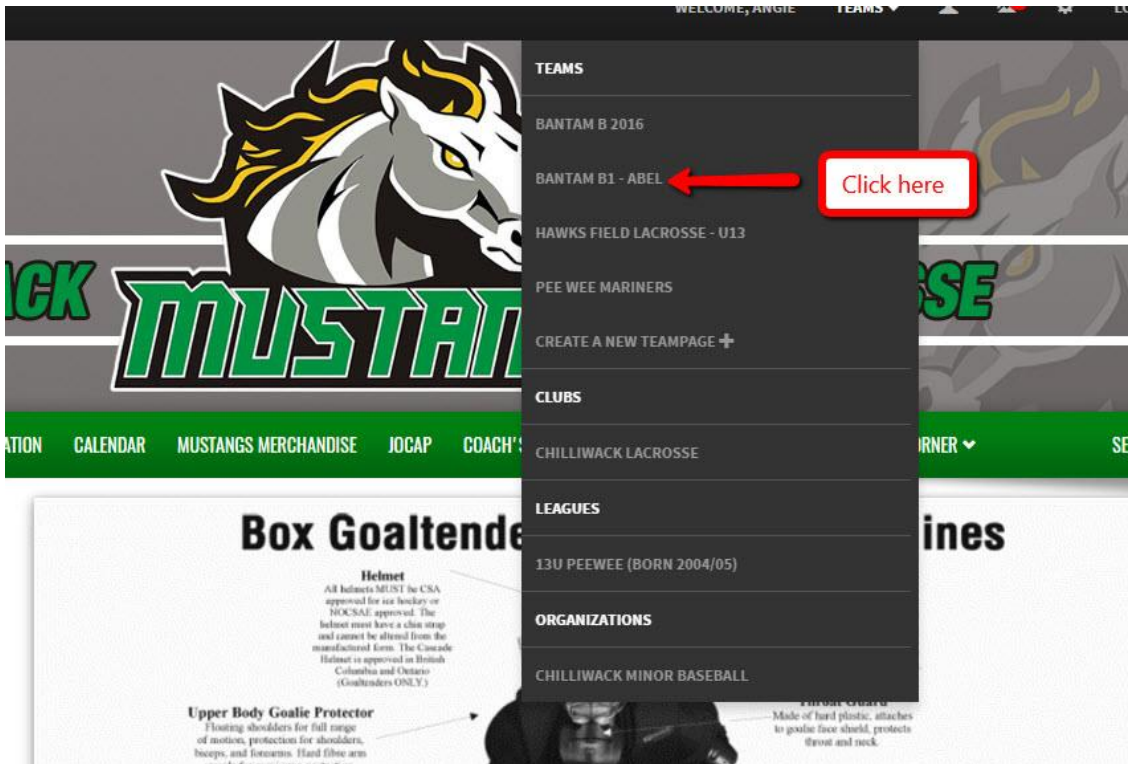 WELCOME, ANGIE TEAMS
TEAMS
BANTAM B 2016
BANTAM B1 - ABEL
Click here
HAWKS FIELD LACROSSE - U13
PEE WEE MARINERS
CREATE A NEW TEAMPAGE
CLUBS
CHILLIWACK LACROSSE
LEAGUES
13U PEEWEE (BORN 2004/05)
ORGANIZATIONS
CHILLIWACK MINOR BASEBALL
ACK
MUSTAN
SSE
ATION CALENDAR MUSTANGS MERCHANDISE JOCAP COACH'S
ORNER
SE
Box Goaltende
ines
Helmet
All helmets MUST be CSA
approved for ice hockey or
NOCSAE approved. The
helmet must have a chin strap
and cannot be altered from the
manufactured form. The Cascade
Helmet is approved in British
Columbia and Ontario
(Goaltenders ONLY.)
Upper Body Goalie Protector
Floating shoulders for full range
of motion, protection for shoulders,
biceps, and forearms. Hard fibre arm
Throat Guard
Made of hard plastic, attaches
to goalie face shield, protects
throat and neck.